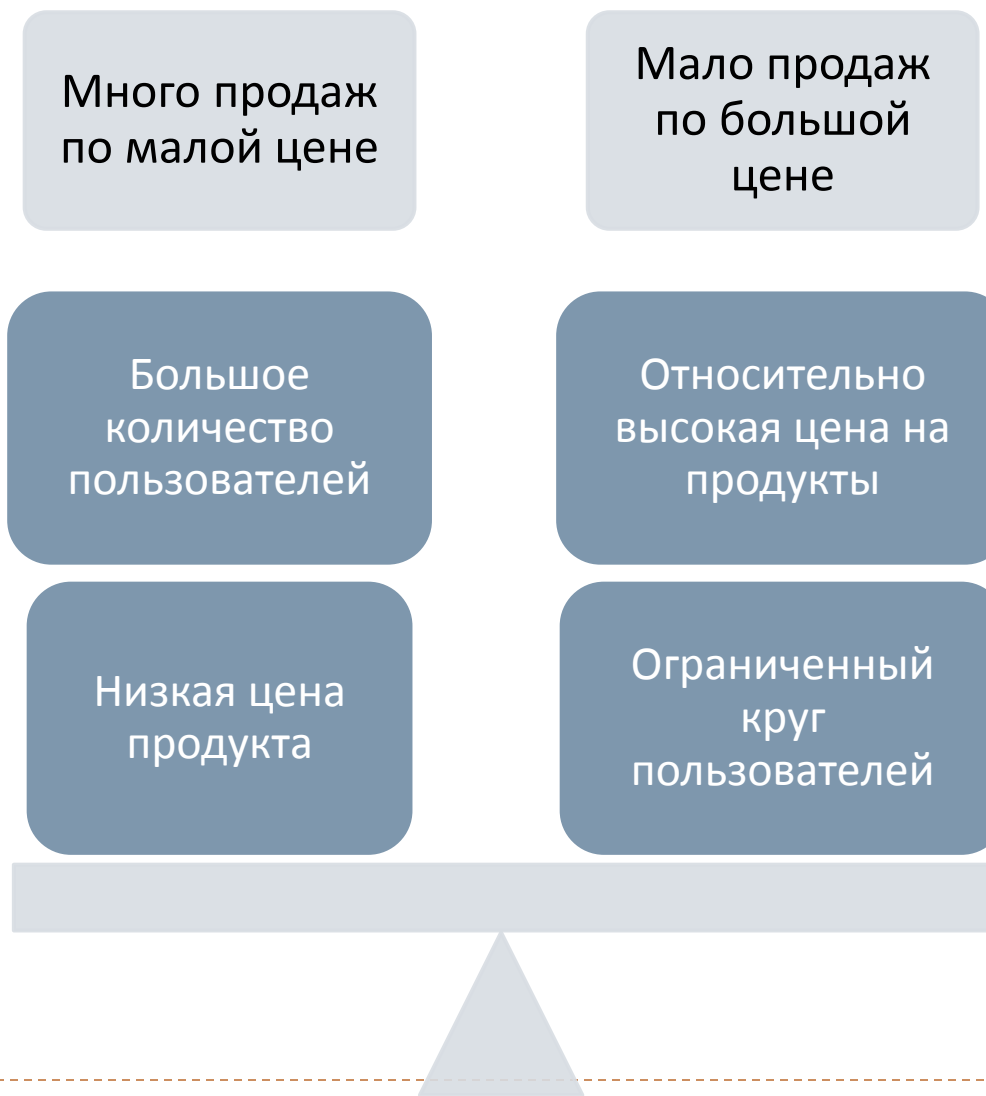 Много продаж
по малой цене
Мало продаж
по большой
цене
Большое
количество
пользователей
Относительно
высокая цена на
продукты
Низкая цена
продукта
Ограниченный
круг
пользователей